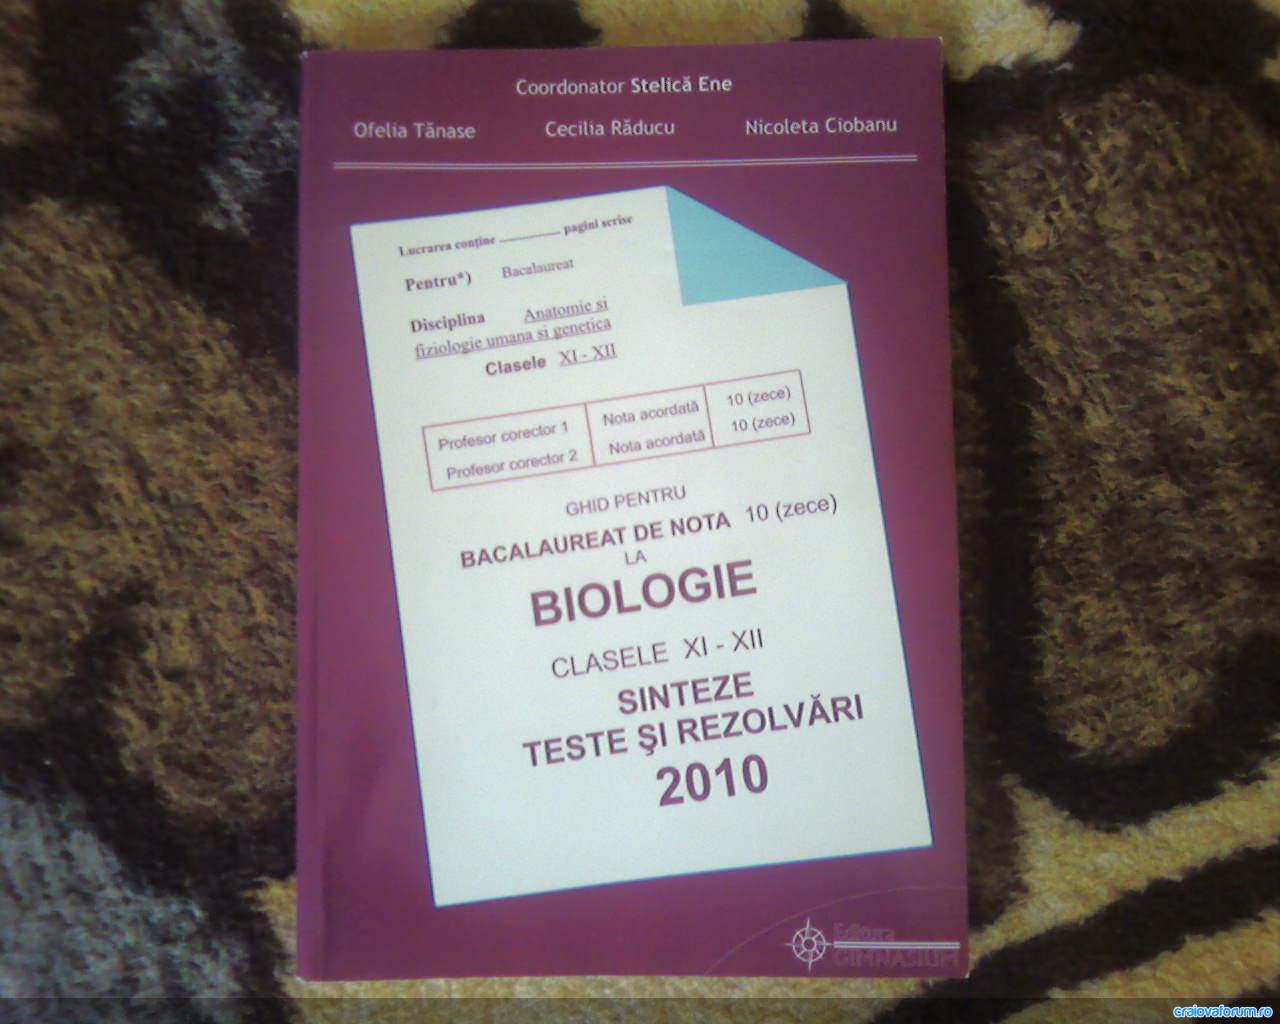 Coordonator Stelică Ene
Ofelia Tănase Cecilia Răducu Nicoleta Ciobanu
Lucrarea conţine ________ pagini scrise
Pentru*) Bacalaureat
Disciplina Anatomie si
fiziologie umana si genetica
Clasele XI - XII
Profesor corector 1 Nota acordată 10 (zece)
Profesor corector 2 Nota acordată 10 (zece)
GHID PENTRU
BACALAUREAT DE NOTA 10 (zece)
LA
BIOLOGIE
CLASELE XI - XII
SINTEZE
TESTE ŞI REZOLVĂRI
2010
Editura
GIMNASIUM
craiovaforum.ro